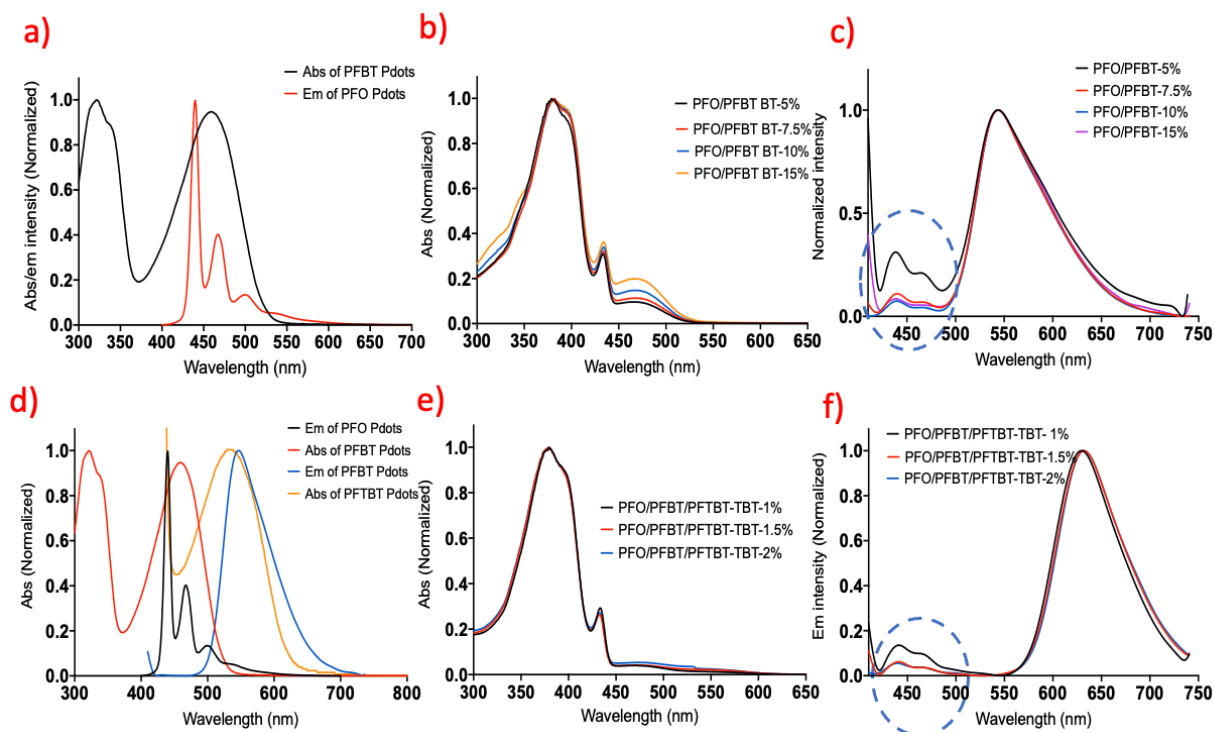 a)
Abs of PFBT Pdots
Em of PFO Pdots
Abs/em intensity (Normalized)
1.0
0.8
0.6
0.4
0.2
0.0
300 350 400 450 500 550 600 650 700
Wavelength (nm)
b)
PFO/PFBT BT-5%
PFO/PFBT BT-7.5%
PFO/PFBT BT-10%
PFO/PFBT BT-15%
Abs (Normalized)
1.0
0.8
0.6
0.4
0.2
0.0
300 350 400 450 500 550 600 650
Wavelength (nm)
c)
PFO/PFBT-5%
PFO/PFBT-7.5%
PFO/PFBT-10%
PFO/PFBT-15%
Normalized intensity
1.0
0.5
0.0
450 500 550 600 650 700 750
Wavelength (nm)
d)
Em of PFO Pdots
Abs of PFBT Pdots
Em of PFBT Pdots
Abs of PFTBT Pdots
Abs (Normalized)
1.0
0.8
0.6
0.4
0.2
0.0
300 400 500 600 700 800
Wavelength (nm)
e)
PFO/PFBT/PFTBT-TBT-1%
PFO/PFBT/PFTBT-TBT-1.5%
PFO/PFBT/PFTBT-TBT-2%
Abs (Normalized)
1.0
0.8
0.6
0.4
0.2
0.0
300 350 400 450 500 550 600 650
Wavelength (nm)
f)
PFO/PFBT/PFTBT-TBT- 1%
PFO/PFBT/PFTBT-TBT-1.5%
PFO/PFBT/PFTBT-TBT-2%
Em intensity (Normalized)
1.0
0.8
0.6
0.4
0.2
0.0
450 500 550 600 650 700 750
Wavelength (nm)